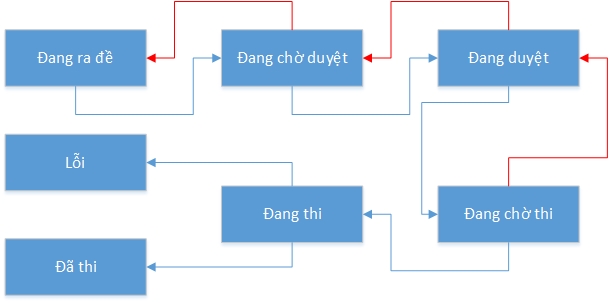 Đang ra đề
Đang chờ duyệt
Đang duyệt
Lỗi
Đang thi
Đang chờ thi
Đã thi